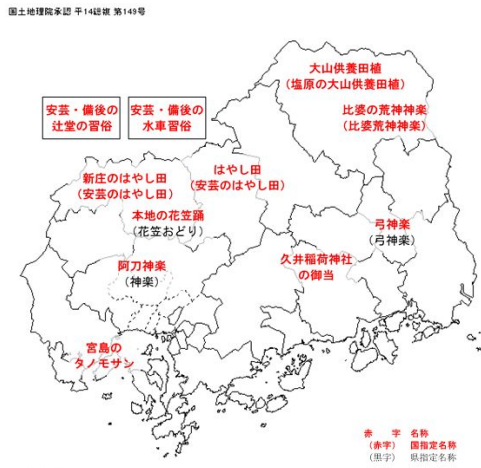 国土地理院承認 平14総複 第149号
大山供養田植
(塩原の大山供養田植)
安芸・備後の
辻堂の習俗
安芸・備後の
水車習俗
比婆の荒神神楽
(比婆荒神神楽)
新庄のはやし田
(安芸のはやし田)
はやし田
(安芸のはやし田)
本地の花笠踊
(花笠おどり)
弓神楽
(弓神楽)
阿刀神楽
(神楽)
久井稲荷神社
の御当
宮島の
タノモサン
赤 字 名称
(赤字) 国指定名称
(黒字) 県指定名称